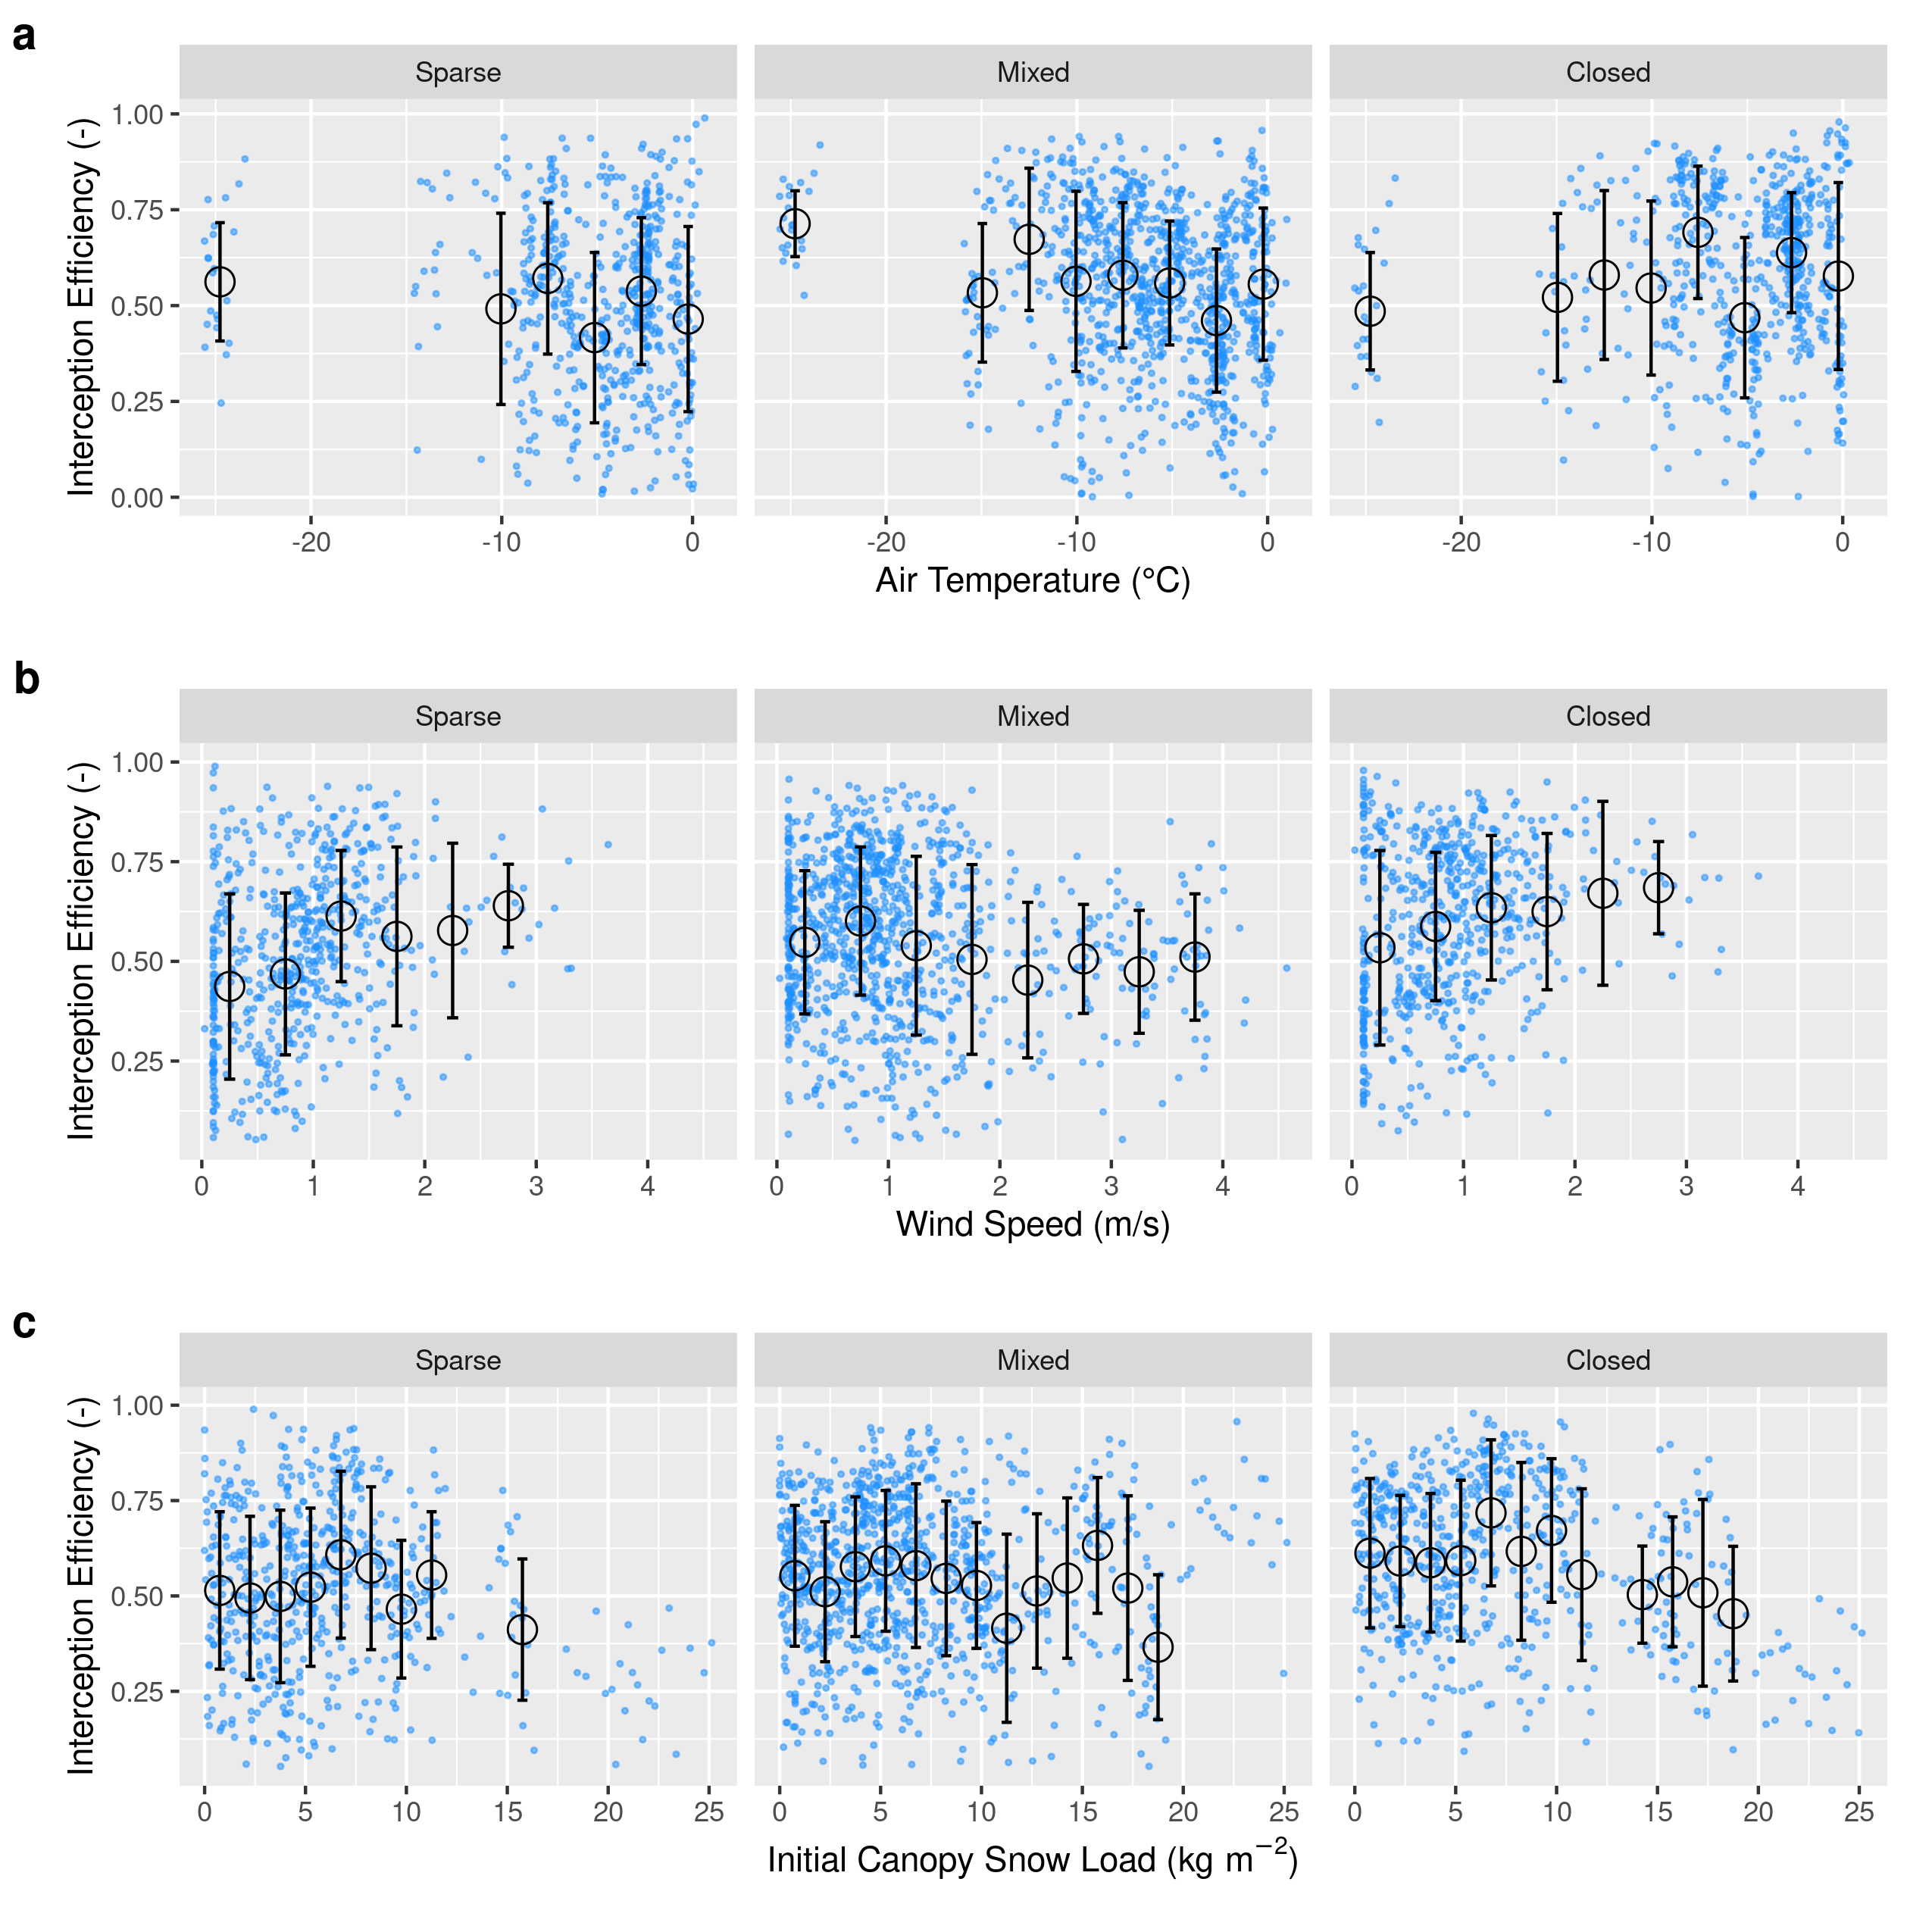 a
Sparse Mixed Closed
1.00
0.75
0.50
0.25
0.00
Interception Efficiency (-)
-20 -10 0 -20 -10 0 -20 -10 0
Air Temperature (°C)
b
Sparse Mixed Closed
1.00
0.75
0.50
0.25
Interception Efficiency (-)
0 1 2 3 4 0 1 2 3 4 0 1 2 3 4
Wind Speed (m/s)
c
Sparse Mixed Closed
1.00
0.75
0.50
0.25
Interception Efficiency (-)
0 5 10 15 20 25 0 5 10 15 20 25 0 5 10 15 20 25
Initial Canopy Snow Load (kg m⁻²)